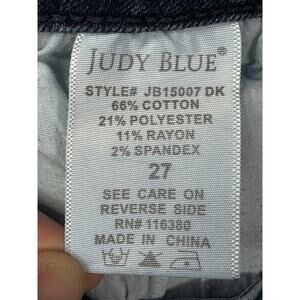 JUDY BLUE®
STYLE# JB15007 DK
66% COTTON
21% POLYESTER
11% RAYON
2% SPANDEX
27
SEE CARE ON
REVERSE SIDE
RN# 116380
MADE IN CHINA